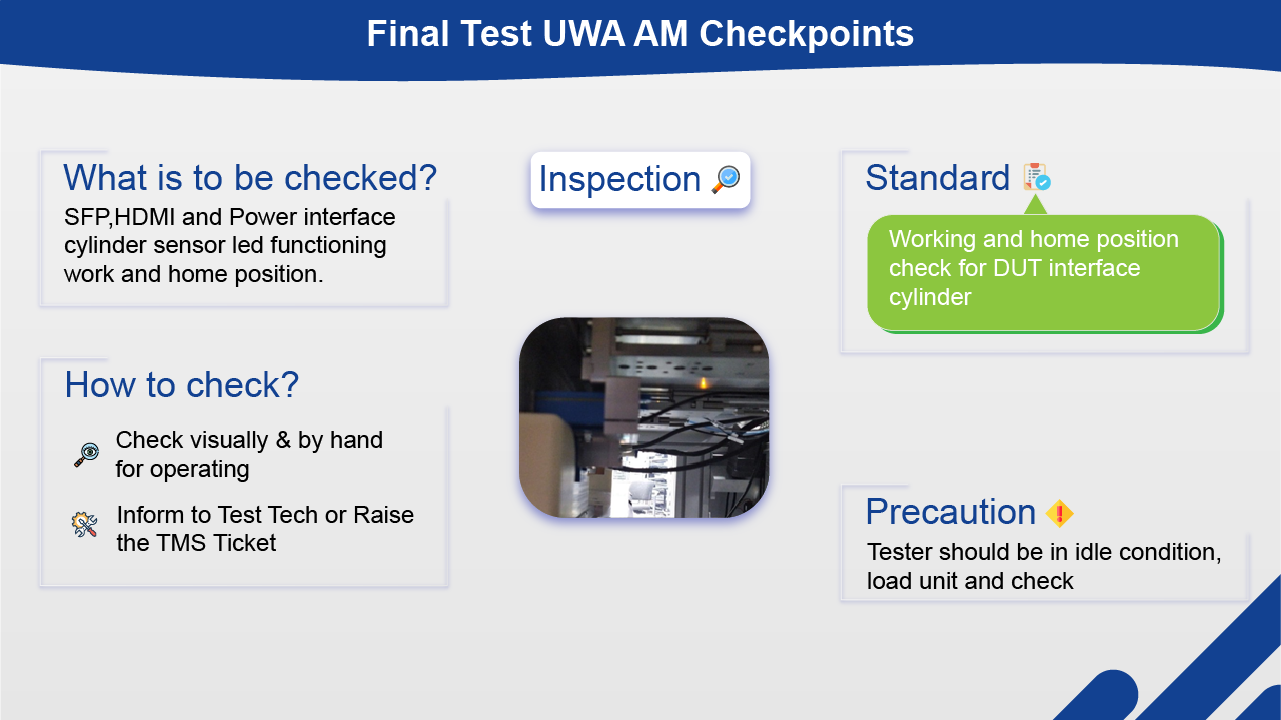 Final Test UWA AM Checkpoints
What is to be checked?
SFP,HDMI and Power interface
cylinder sensor led functioning
work and home position.
How to check?
Check visually & by hand
for operating
Inform to Test Tech or Raise
the TMS Ticket
Inspection
Standard
Working and home position
check for DUT interface
cylinder
Precaution
Tester should be in idle condition,
load unit and check